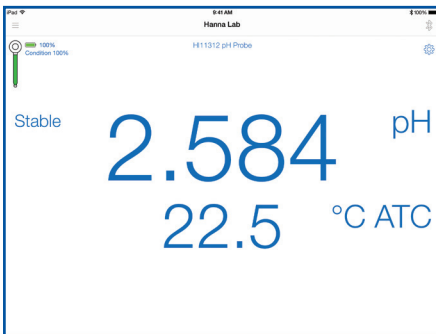 iPad 9:41 AM 100%
Hanna Lab
100%
Condition 100%
HI11312 pH Probe
Stable
2.584 pH
22.5 °C ATC